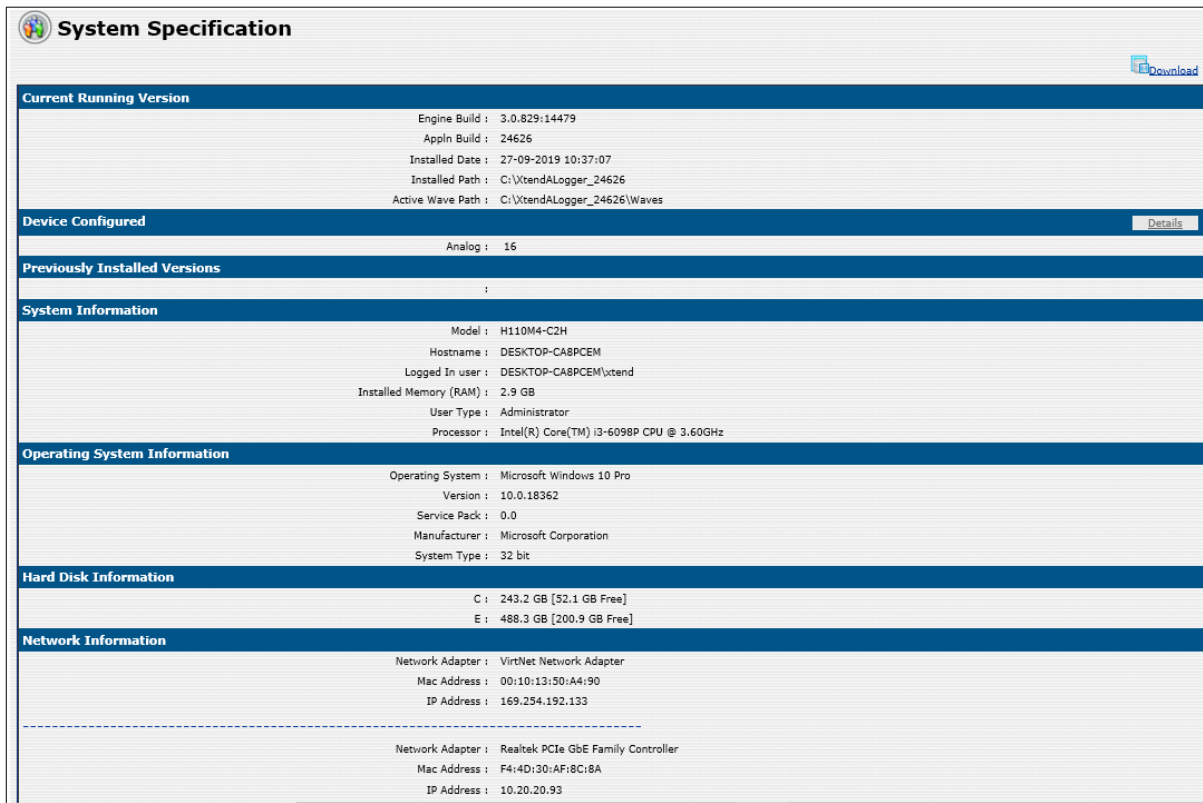 System Specification
Download
Current Running Version
Engine Build : 3.0.829:14479
Appln Build : 24626
Installed Date : 27-09-2019 10:37:07
Installed Path : C:\XtendALogger_24626
Active Wave Path : C:\XtendALogger_24626\Waves
Device Configured Details
Analog : 16
Previously Installed Versions
:
System Information
Model : H110M4-C2H
Hostname : DESKTOP-CA8PCEM
Logged In user : DESKTOP-CA8PCEM\xtend
Installed Memory (RAM) : 2.9 GB
User Type : Administrator
Processor : Intel(R) Core(TM) i3-6098P CPU @ 3.60GHz
Operating System Information
Operating System : Microsoft Windows 10 Pro
Version : 10.0.18362
Service Pack : 0.0
Manufacturer : Microsoft Corporation
System Type : 32 bit
Hard Disk Information
C : 243.2 GB [52.1 GB Free]
E : 488.3 GB [200.9 GB Free]
Network Information
Network Adapter : VirtNet Network Adapter
Mac Address : 00:10:13:50:A4:90
IP Address : 169.254.192.133
Network Adapter : Realtek PCIe GbE Family Controller
Mac Address : F4:4D:30:AF:8C:8A
IP Address : 10.20.20.93